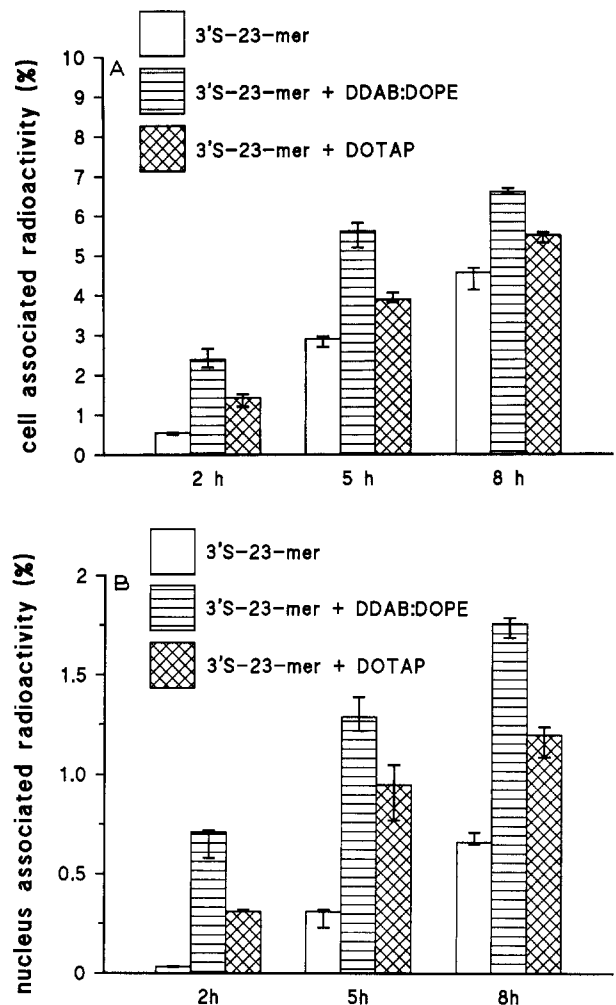 A
3'S-23-mer
3'S-23-mer + DDAB:DOPE
3'S-23-mer + DOTAP
cell associated radioactivity (%)
10
9
8
7
6
5
4
3
2
1
0
2 h
5 h
8 h
B
3'S-23-mer
3'S-23-mer + DDAB:DOPE
3'S-23-mer + DOTAP
nucleus associated radioactivity (%)
2
1.75
1.0
0.5
0
2h
5h
8h